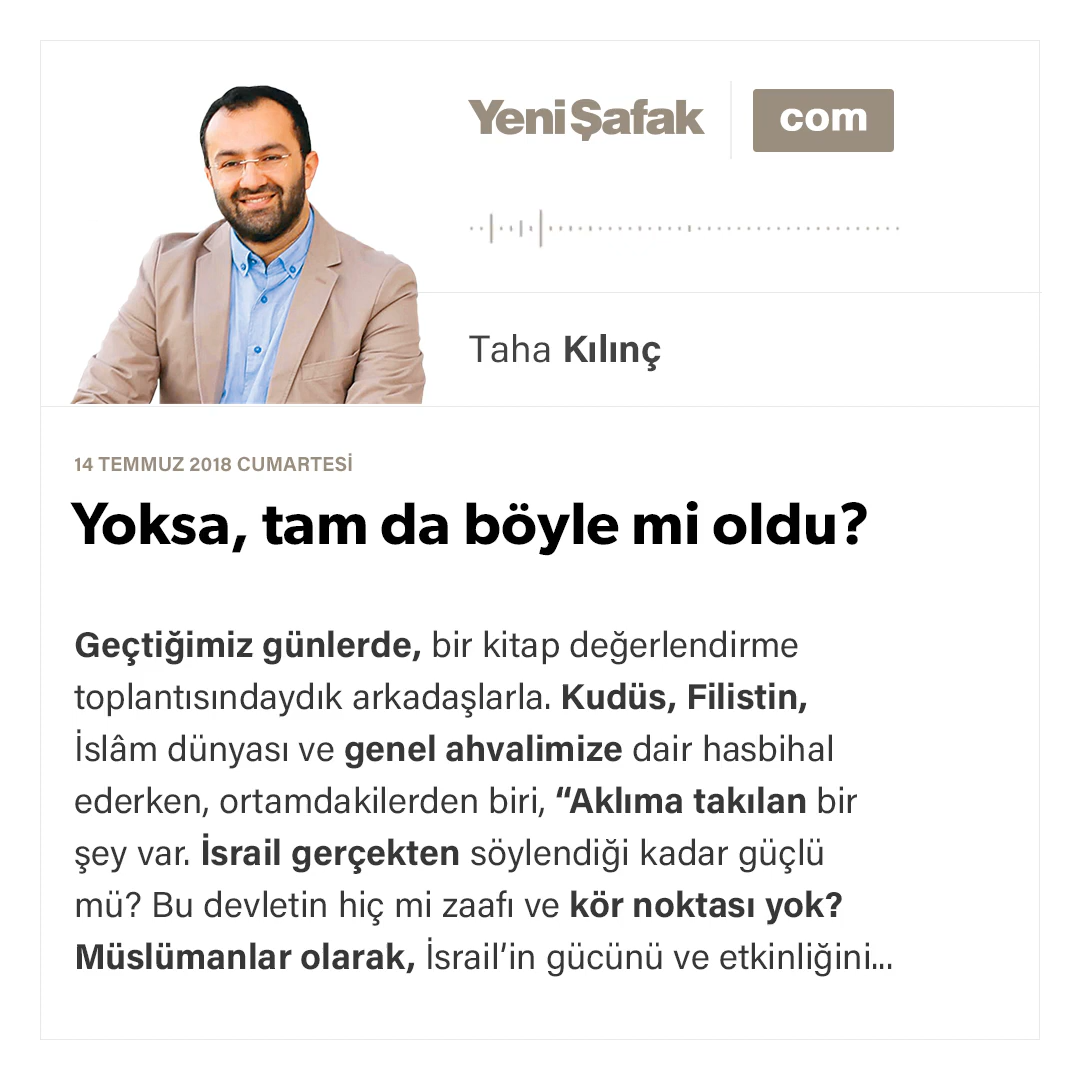 YeniŞafak com
Taha Kılınç
14 TEMMUZ 2018 CUMARTESİ
Yoksa, tam da böyle mi oldu?
Geçtiğimiz günlerde, bir kitap değerlendirme
toplantısındaydık arkadaşlarla. Kudüs, Filistin,
İslâm dünyası ve genel ahvalimize dair hasbihal
ederken, ortamdakilerden biri, “Aklıma takılan bir
şey var. İsrail gerçekten söylendiği kadar güçlü
mü? Bu devletin hiç mi zaafı ve kör noktası yok?
Müslümanlar olarak, İsrail’in gücünü ve etkinliğini...